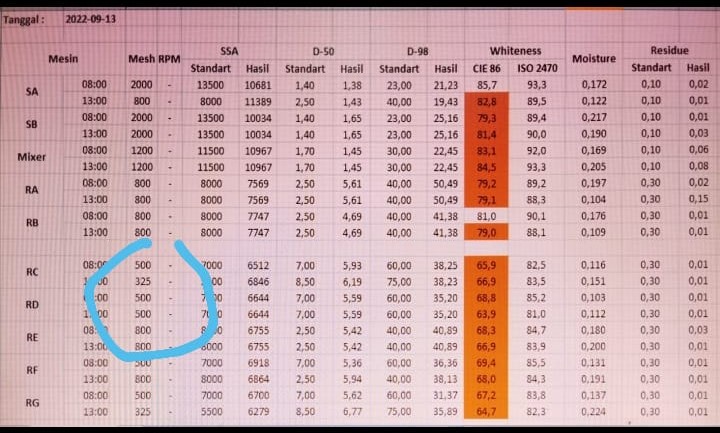 Tanggal : 2022-09-13
SSA D-50 D-98 Whiteness Residue
Mesin Mesh RPM Moisture
Standart Hasil Standart Hasil Standart Hasil CIE 86 ISO 2470 Standart Hasil
SA 08:00 2000 - 13500 10681 1,40 1,38 23,00 21,23 85,7 93,3 0,172 0,10 0,02
13:00 800 - 8000 11389 2,50 1,43 40,00 19,43 82,8 89,5 0,122 0,10 0,01
SB 08:00 2000 - 13500 10034 1,40 1,65 23,00 25,16 79,3 89,4 0,217 0,10 0,01
13:00 2000 - 13500 10034 1,40 1,65 23,00 25,16 81,4 90,0 0,190 0,10 0,03
Mixer 08:00 1200 - 11500 10967 1,70 1,45 30,00 22,45 83,1 92,0 0,169 0,10 0,06
13:00 1200 - 11500 10967 1,70 1,45 30,00 22,45 84,5 93,3 0,205 0,10 0,08
RA 08:00 800 - 8000 7569 2,50 5,61 40,00 50,49 79,2 89,2 0,197 0,30 0,02
13:00 800 - 8000 7569 2,50 5,61 40,00 50,49 79,1 88,3 0,104 0,30 0,15
RB 08:00 800 - 8000 7747 2,50 4,69 40,00 41,38 81,0 90,1 0,176 0,30 0,01
13:00 800 - 8000 7747 2,50 4,69 40,00 41,38 79,0 88,1 0,109 0,30 0,01
RC 08:00 500 - 7000 6512 7,00 5,93 60,00 38,25 65,9 82,5 0,116 0,30 0,01
325 - 6846 8,50 6,19 75,00 38,23 66,9 83,5 0,151 0,30 0,01
RD 500 - 6644 7,00 5,59 60,00 35,20 68,8 85,2 0,103 0,30 0,01
500 - 6644 7,00 5,59 60,00 35,20 63,9 81,0 0,112 0,30 0,01
RE 800 - 6755 2,50 5,42 40,00 40,89 68,3 84,7 0,180 0,30 0,03
13:00 800 - 8000 6755 2,50 5,42 40,00 40,89 66,9 83,9 0,200 0,30 0,01
RF 08:00 500 - 7000 6918 7,00 5,36 60,00 36,36 69,4 85,5 0,131 0,30 0,01
13:00 800 - 8000 6864 2,50 5,94 40,00 38,13 68,0 84,3 0,191 0,30 0,01
RG 08:00 500 - 7000 6700 7,00 5,62 60,00 31,37 67,2 83,8 0,137 0,30 0,01
13:00 325 - 5500 6279 8,50 6,77 75,00 35,89 64,7 82,3 0,224 0,30 0,01